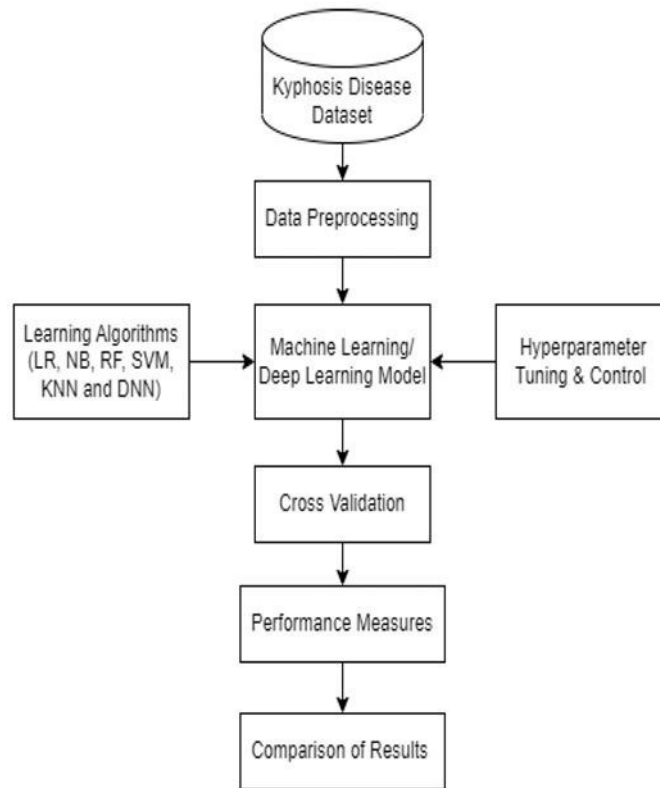 Kyphosis Disease
Dataset
Data Preprocessing
Learning Algorithms
(LR, NB, RF, SVM,
KNN and DNN)
Machine Learning/
Deep Learning Model
Hyperparameter
Tuning & Control
Cross Validation
Performance Measures
Comparison of Results